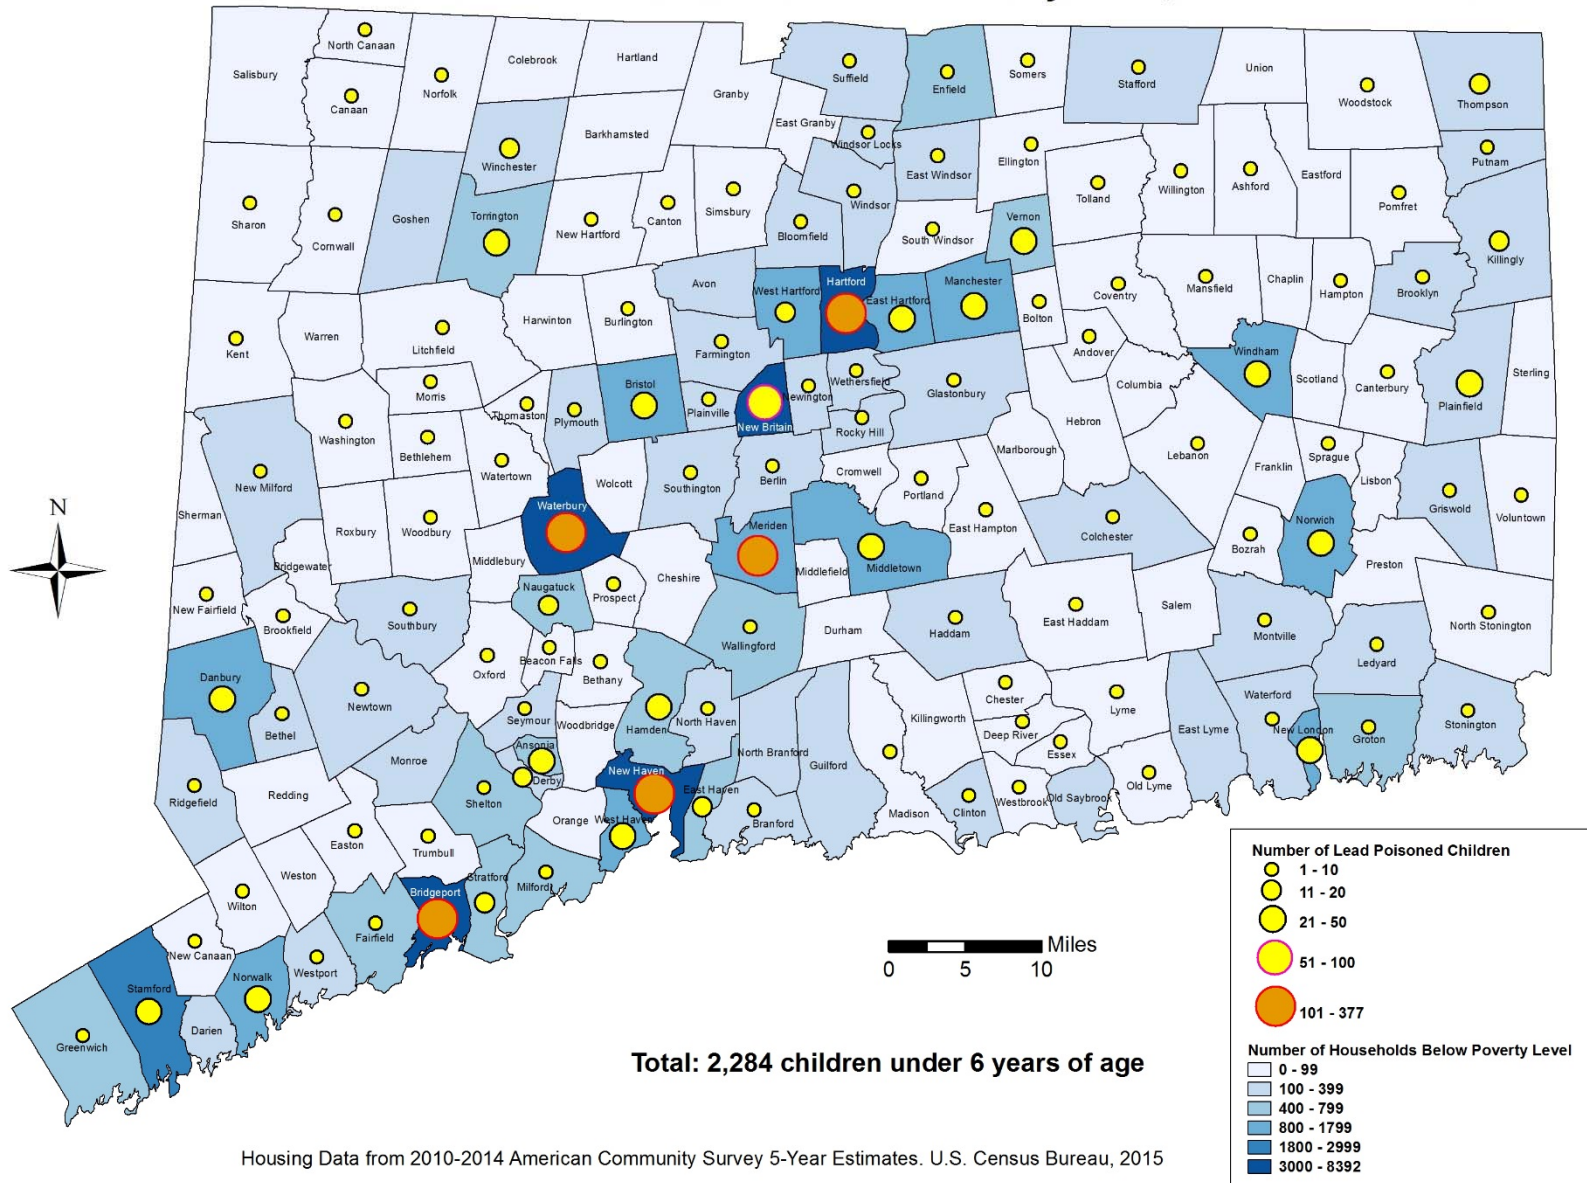 North Canaan
Colebrook
Hartland
Salisbury
Canaan
Norfolk
Granby
Suffield
Enfield
Somers
Stafford
Union
Woodstock
Thompson
Winchester
Barkhamsted
East Granby
Windsor Locks
East Windsor
Ellington
Tolland
Willington
Ashford
Eastford
Pomfret
Putnam
Sharon
Cornwall
Goshen
Torrington
New Hartford
Canton
Simsbury
Bloomfield
Windsor
South Windsor
Vernon
Killingly
Kent
Warren
Litchfield
Harwinton
Burlington
Avon
West Hartford
Hartford
East Hartford
Manchester
Bolton
Coventry
Mansfield
Chaplin
Hampton
Brooklyn
Farmington
Andover
Columbia
Windham
Scotland
Canterbury
Plainfield
Sterling
Morris
Washington
Bethlehem
Thomaston
Watertown
Plymouth
Bristol
Plainville
New Britain
Newington
Wethersfield
Rocky Hill
Glastonbury
Hebron
Marlborough
Lebanon
Franklin
Sprague
Lisbon
Griswold
Voluntown
New Milford
Sherman
Roxbury
Woodbury
Waterbury
Wolcott
Southington
Berlin
Cromwell
Portland
East Hampton
Colchester
Bozrah
Norwich
Preston
N
Bridgewater
Middlebury
Naugatuck
Prospect
Cheshire
Meriden
Middlefield
Middletown
New Fairfield
Brookfield
Southbury
Oxford
Beacon Falls
Bethany
Wallingford
Durham
Haddam
East Haddam
Salem
Montville
Ledyard
North Stonington
Danbury
Bethel
Newtown
Seymour
Woodbridge
Hamden
North Haven
North Branford
Guilford
Killingworth
Chester
Deep River
Essex
Lyme
East Lyme
Waterford
New London
Groton
Stonington
Ridgefield
Redding
Monroe
Shelton
Ansonia
Derby
Orange
New Haven
West Haven
East Haven
Branford
Madison
Clinton
Westbrook
Old Saybrook
Old Lyme
Easton
Trumbull
Weston
Wilton
Bridgeport
Stratford
Milford
Fairfield
Westport
New Canaan
Norwalk
Stamford
Darien
Greenwich
Miles
0 5 10
Total: 2,284 children under 6 years of age
Housing Data from 2010-2014 American Community Survey 5-Year Estimates. U.S. Census Bureau, 2015
Number of Lead Poisoned Children
1 - 10
11 - 20
21 - 50
51 - 100
101 - 377
Number of Households Below Poverty Level
0 - 99
100 - 399
400 - 799
800 - 1799
1800 - 2999
3000 - 8392